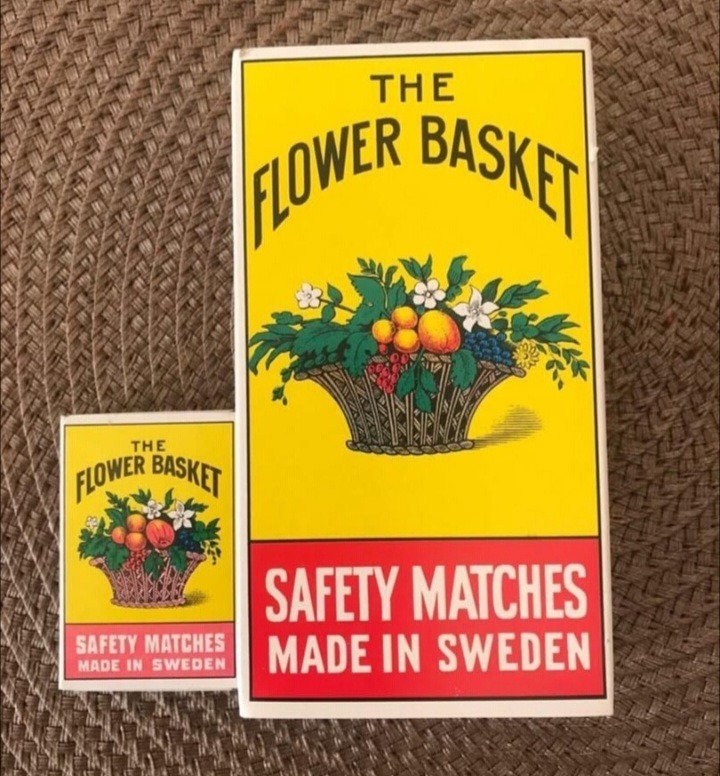 THE
FLOWER BASKET
SAFETY MATCHES
MADE IN SWEDEN
THE
FLOWER BASKET
SAFETY MATCHES
MADE IN SWEDEN